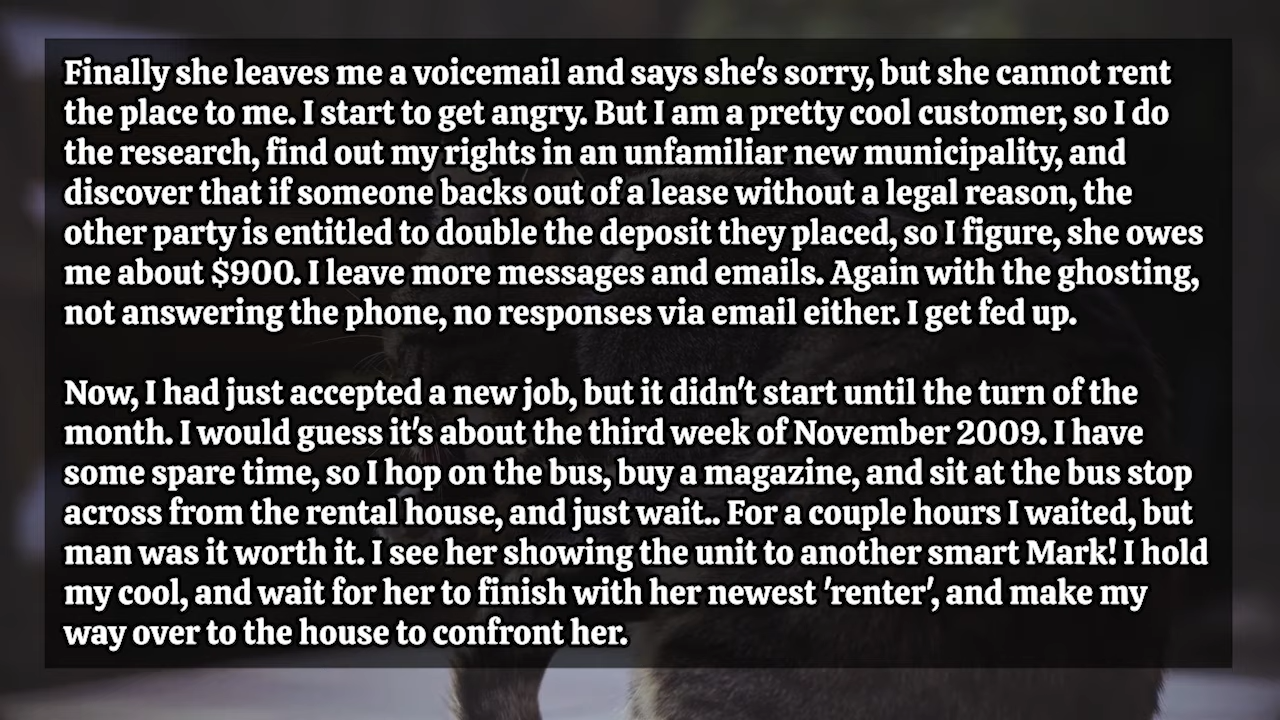 Finally she leaves me a voicemail and says she's sorry, but she cannot rent
the place to me. I start to get angry. But I am a pretty cool customer, so I do
the research, find out my rights in an unfamiliar new municipality, and
discover that if someone backs out of a lease without a legal reason, the
other party is entitled to double the deposit they placed, so I figure, she owes
me about $900. I leave more messages and emails. Again with the ghosting,
not answering the phone, no responses via email either. I get fed up.
Now, I had just accepted a new job, but it didn't start until the turn of the
month. I would guess it's about the third week of November 2009. I have
some spare time, so I hop on the bus, buy a magazine, and sit at the bus stop
across from the rental house, and just wait.. For a couple hours I waited, but
man was it worth it. I see her showing the unit to another smart Mark! I hold
my cool, and wait for her to finish with her newest 'renter', and make my
way over to the house to confront her.